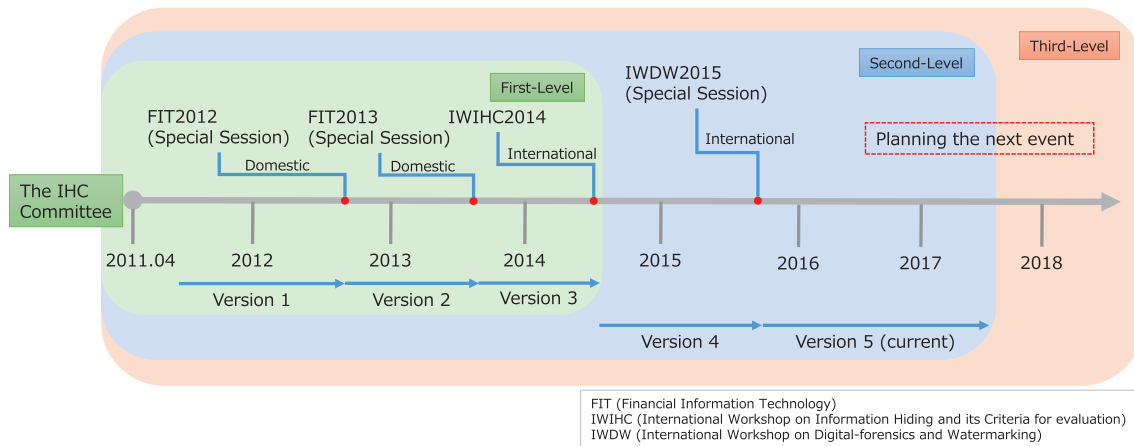 Third-Level
Second-Level
First-Level
IWDW2015
(Special Session)
FIT2012
(Special Session)
FIT2013
(Special Session)
IWIHC2014
Domestic
Domestic
International
International
Planning the next event
The IHC
Committee
2011.04
2012
2013
2014
2015
2016
2017
2018
Version 1
Version 2
Version 3
Version 4
Version 5 (current)
FIT (Financial Information Technology)
IWIHC (International Workshop on Information Hiding and its Criteria for evaluation)
IWDW (International Workshop on Digital-forensics and Watermarking)